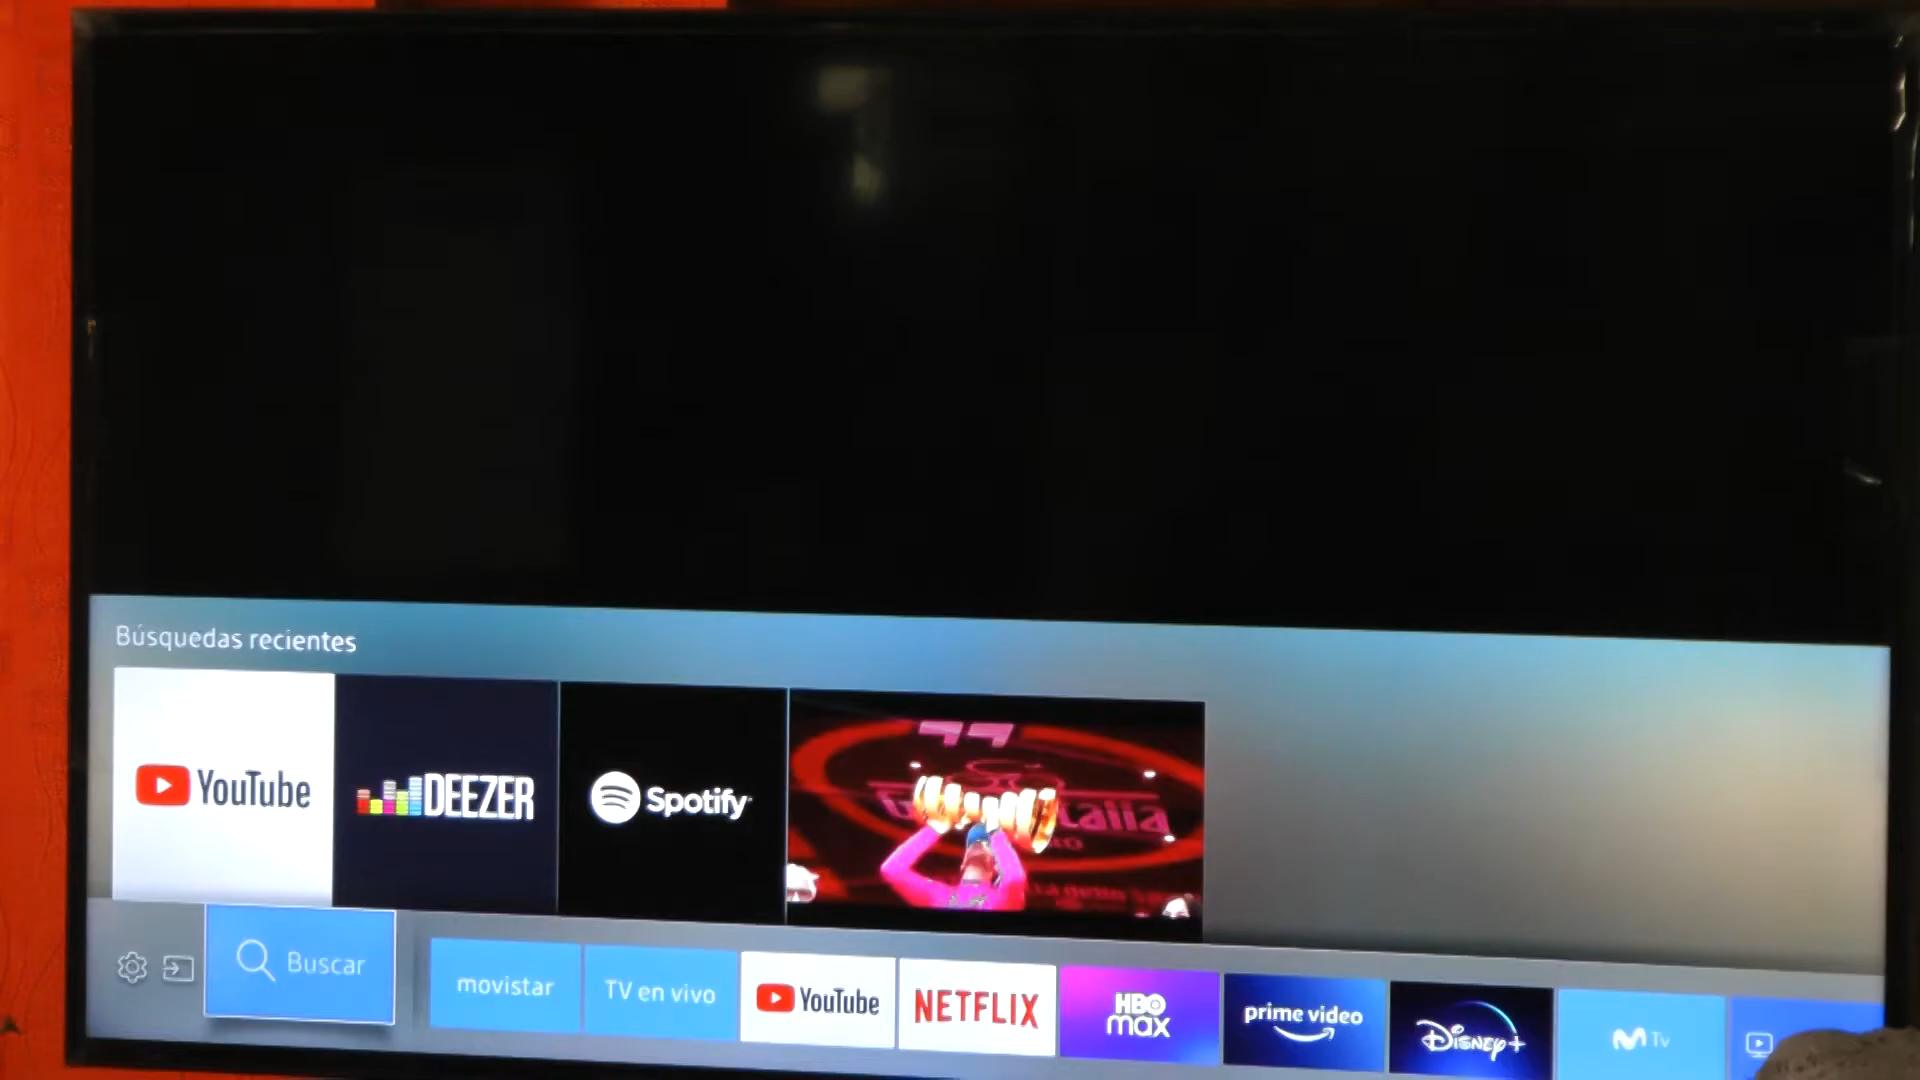 Búsquedas recientes
YouTube
DEEZER
Spotify
Buscar
movistar
TV en vivo
YouTube
NETFLIX
HBO
max
prime video
Disney+
M Tv